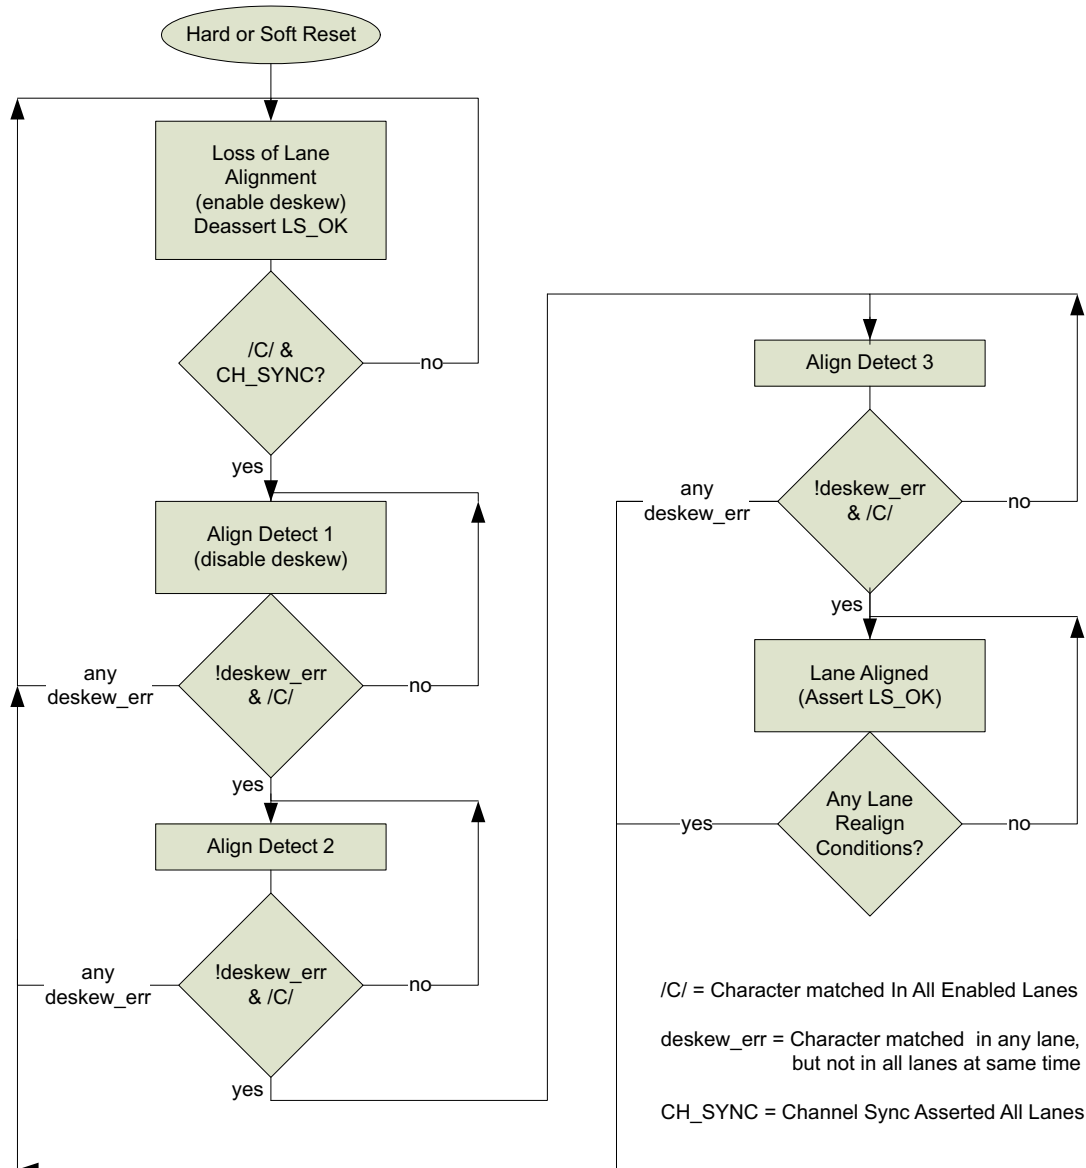 Hard or Soft Reset
Loss of Lane
Alignment
(enable deskew)
Deassert LS_OK
/C/ &
CH_SYNC?
no
yes
Align Detect 1
(disable deskew)
!deskew_err
& /C/
any
deskew_err
no
yes
Align Detect 2
!deskew_err
& /C/
any
deskew_err
no
yes
Align Detect 3
!deskew_err
& /C/
any
deskew_err
no
yes
Lane Aligned
(Assert LS_OK)
Any Lane
Realign
Conditions?
yes
no
/C/ = Character matched In All Enabled Lanes
deskew_err = Character matched in any lane,
but not in all lanes at same time
CH_SYNC = Channel Sync Asserted All Lanes